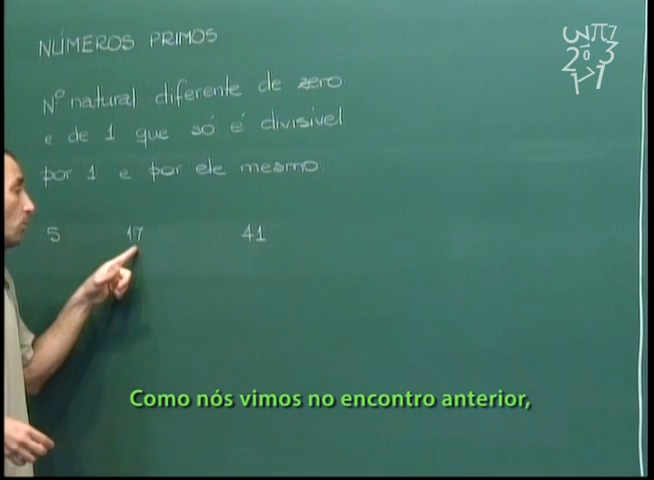 NÚMEROS PRIMOS
Nº natural diferente de zero
e de 1 que só é divisível
por 1 e por ele mesmo.
5 17 41
Como nós vimos no encontro anterior,